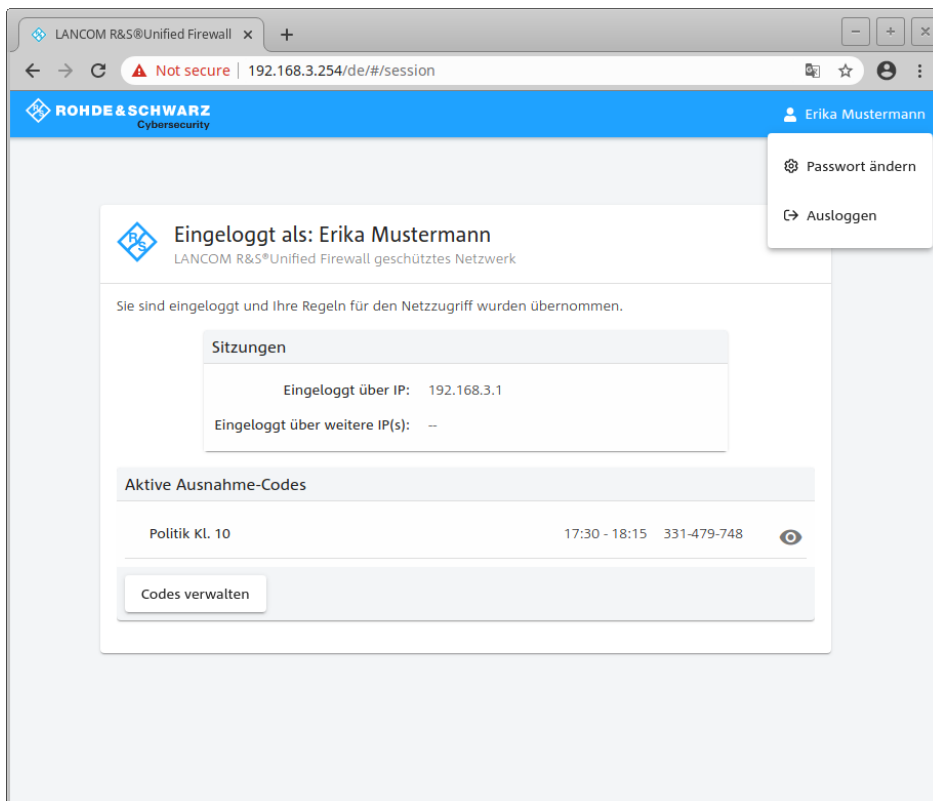 LANCOM R&S®Unified Firewall
Not secure | 192.168.3.254/de/#/session
ROHDE&SCHWARZ
Cybersecurity
Erika Mustermann
Passwort ändern
Ausloggen
R&S
Eingeloggt als: Erika Mustermann
LANCOM R&S®Unified Firewall geschütztes Netzwerk
Sie sind eingeloggt und Ihre Regeln für den Netzzugriff wurden übernommen.
Sitzungen
Eingeloggt über IP: 192.168.3.1
Eingeloggt über weitere IP(s): --
Aktive Ausnahme-Codes
Politik Kl. 10 17:30 - 18:15 331-479-748
Codes verwalten